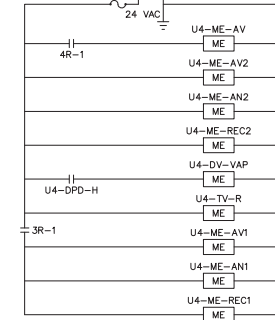 24 VAC
U4-ME-AV
ME
4R-1
U4-ME-AV2
ME
U4-ME-AN2
ME
U4-ME-REC2
ME
U4-DV-VAP
ME
U4-DPD-H
U4-TV-R
ME
3R-1
U4-ME-AV1
ME
U4-ME-AN1
ME
U4-ME-REC1
ME